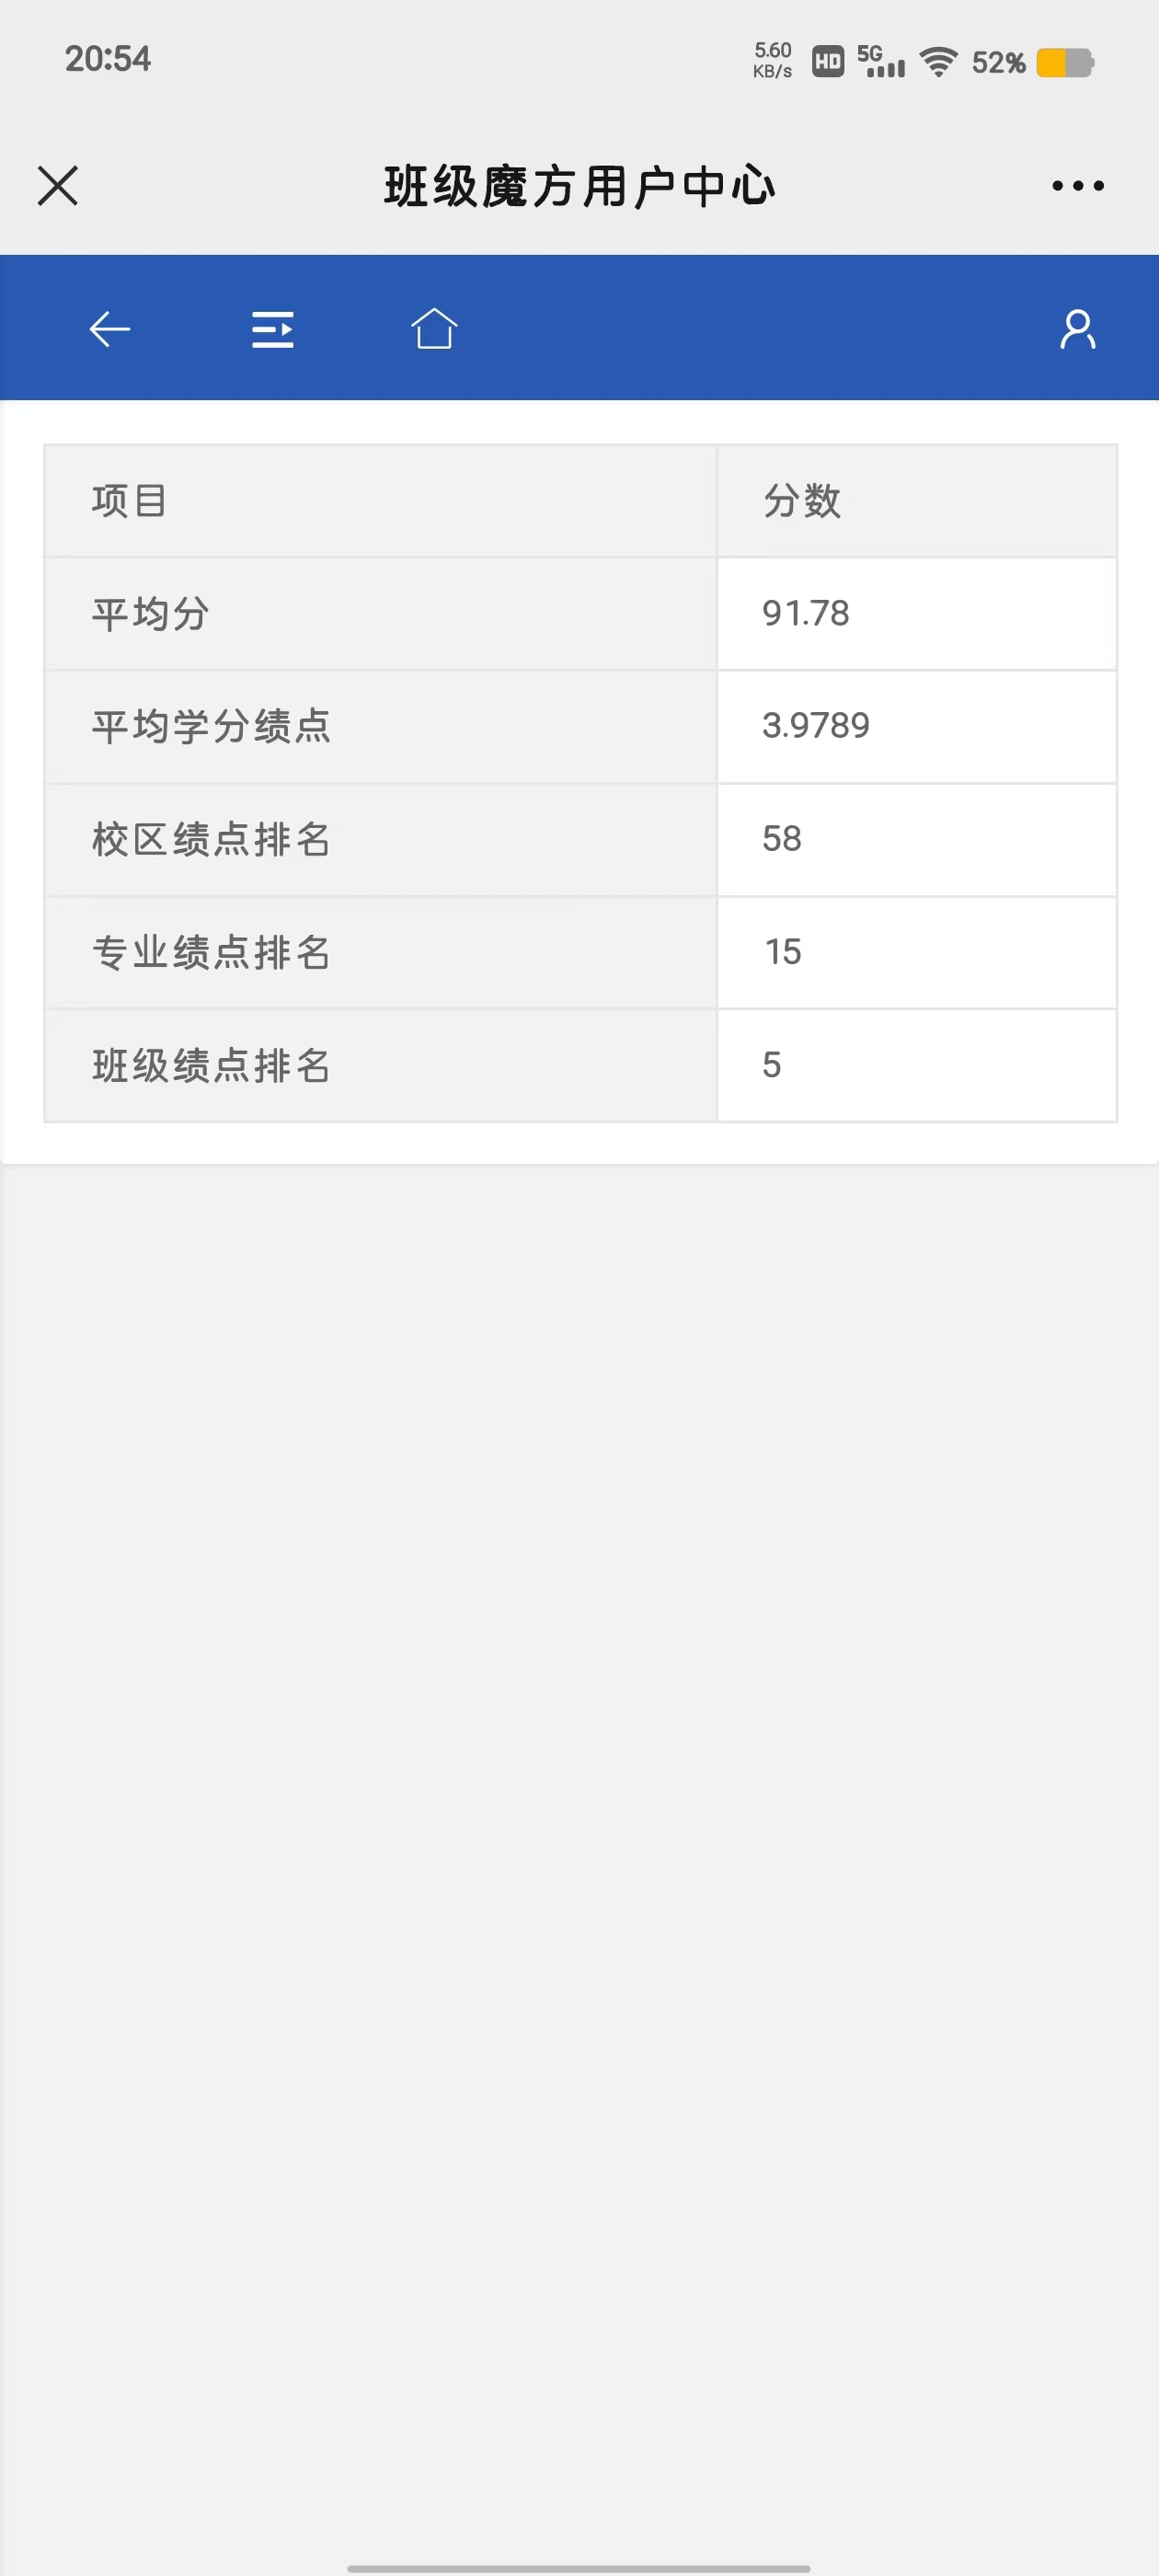 20:54
5.60
KB/s
HD
5G
52%
班级魔方用户中心
项目 分数
平均分 91.78
平均学分绩点 3.9789
校区绩点排名 58
专业绩点排名 15
班级绩点排名 5